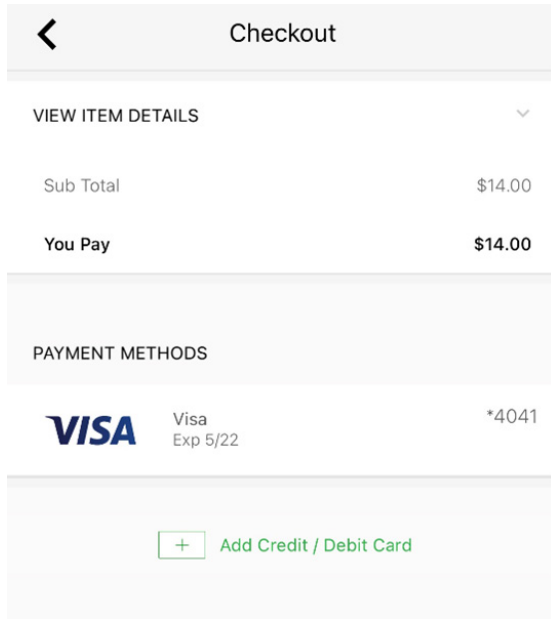 Checkout
VIEW ITEM DETAILS
Sub Total $14.00
You Pay $14.00
PAYMENT METHODS
VISA Visa *4041
Exp 5/22
+ Add Credit / Debit Card